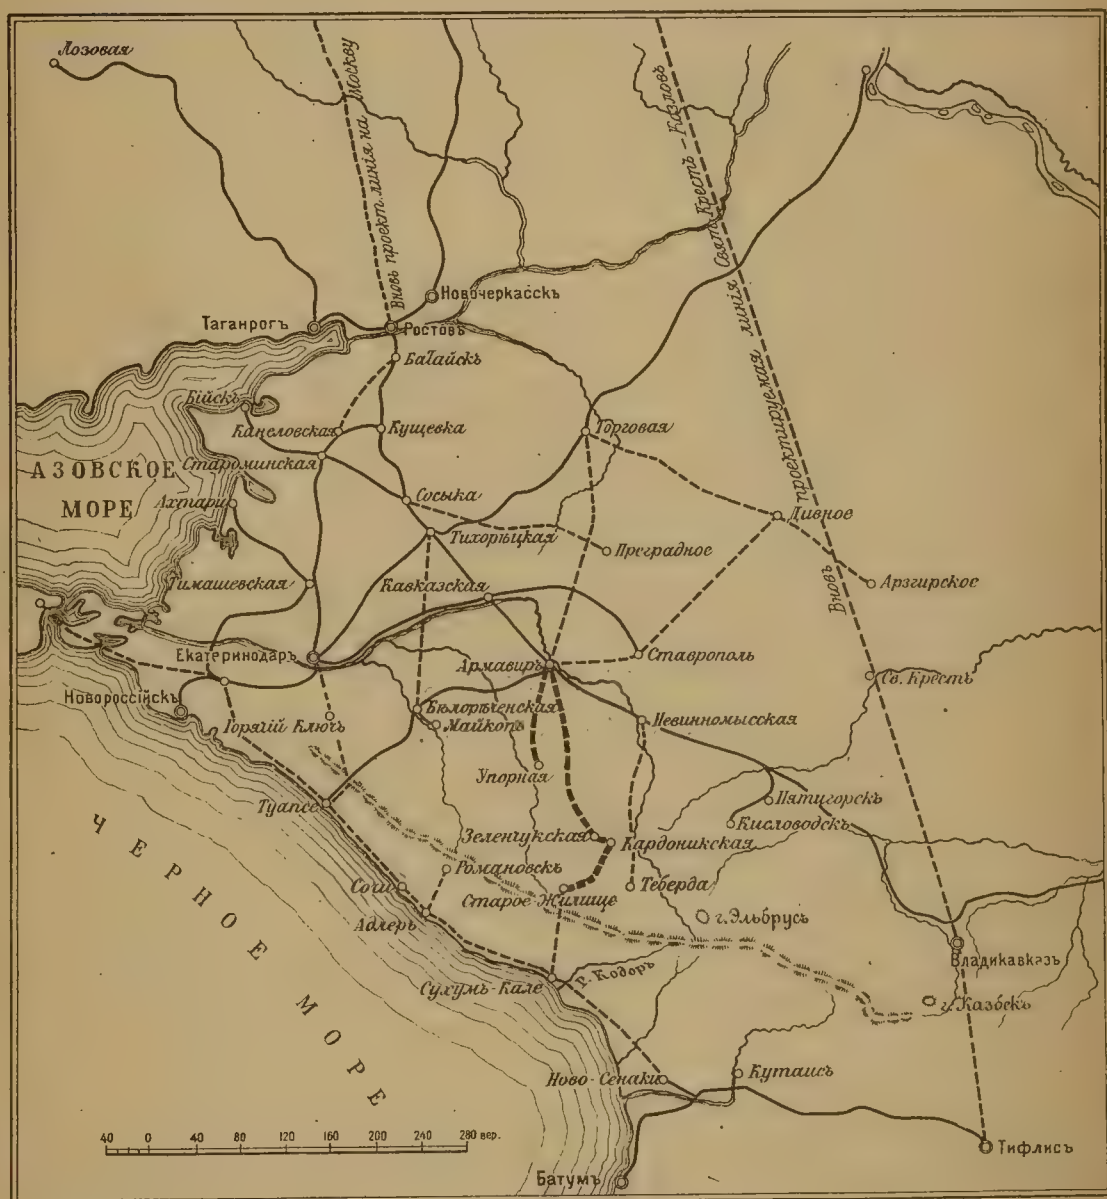 Лозовая
Вновь проект. линія на Москву
Вновь проектируемая линія Свят. Крестъ-Казловъ
Новочеркасскъ
Таганрогъ
Ростовъ
Батайскъ
Ейскъ
Канеловская
Кущевка
Торговая
Староминская
АЗОВСКОЕ
МОРЕ
Сосыка
Ахтари
Дивное
Тихорѣцкая
Преградное
Тимашевская
Кавказская
Арзгирское
Екатеринодаръ
Армавиръ
Ставрополь
Св. Крестъ
Новороссійскъ
Бѣлорѣченская
Горячій Ключъ
Майкопъ
Невинномысская
Упорная
Пятигорскъ
Туапсе
Кисловодскъ
Зеленчукская
Кардоникская
Романовскъ
Сочи
Старое-Жилище
Теберда
Адлеръ
г. Эльбрусъ
Владикавказъ
Сухумъ-Кале
Р. Кодоръ
г. Казбекъ
ЧЕРНОЕ МОРЕ
Ново-Сенаки
Кутаисъ
40 0 40 80 120 160 200 240 280 вер.
Тифлисъ
Батумъ